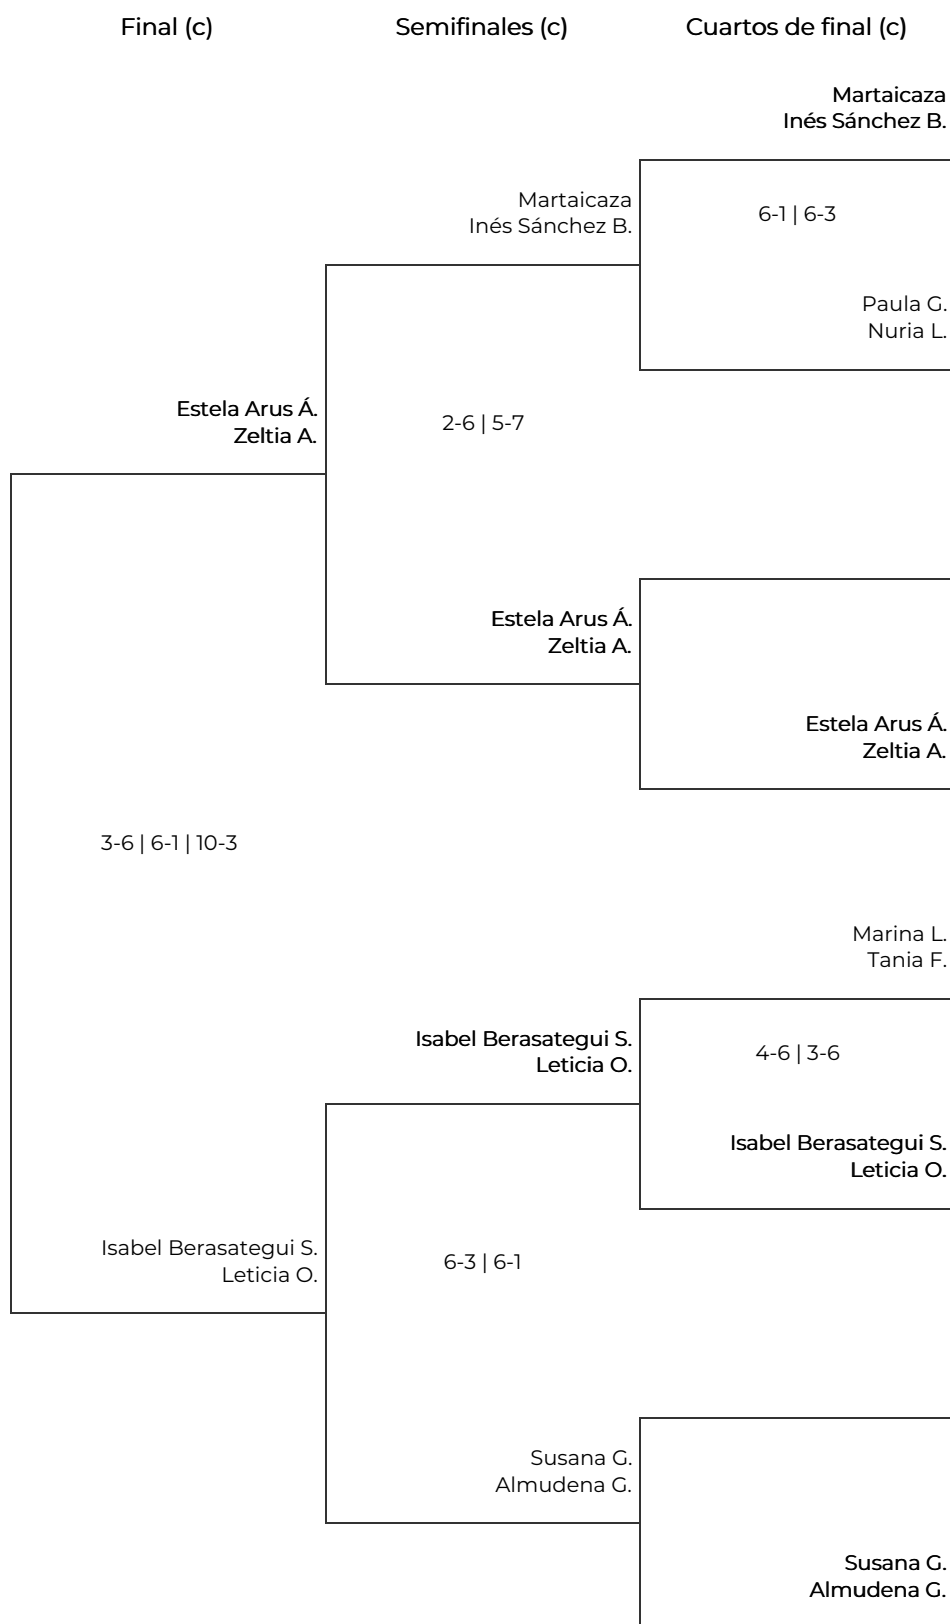 Final (c)
Semifinales (c)
Cuartos de final (c)
Martaicaza
Inés Sánchez B.
Martaicaza
Inés Sánchez B.
6-1 | 6-3
Paula G.
Nuria L.
Estela Arus Á.
Zeltia A.
2-6 | 5-7
Estela Arus Á.
Zeltia A.
Estela Arus Á.
Zeltia A.
3-6 | 6-1 | 10-3
Marina L.
Tania F.
Isabel Berasategui S.
Leticia O.
4-6 | 3-6
Isabel Berasategui S.
Leticia O.
Isabel Berasategui S.
Leticia O.
6-3 | 6-1
Susana G.
Almudena G.
Susana G.
Almudena G.